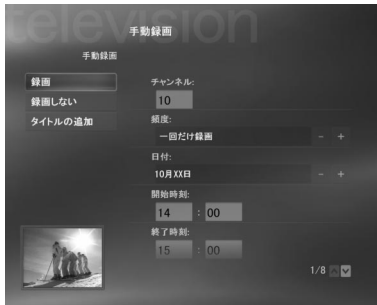 television
手動録画
手動録画
録画
録画しない
タイトルの追加
チャンネル:
10
頻度:
一回だけ録画 - +
日付:
10月XX日 - +
開始時刻:
14 : 00
終了時刻:
15 : 00
1/8